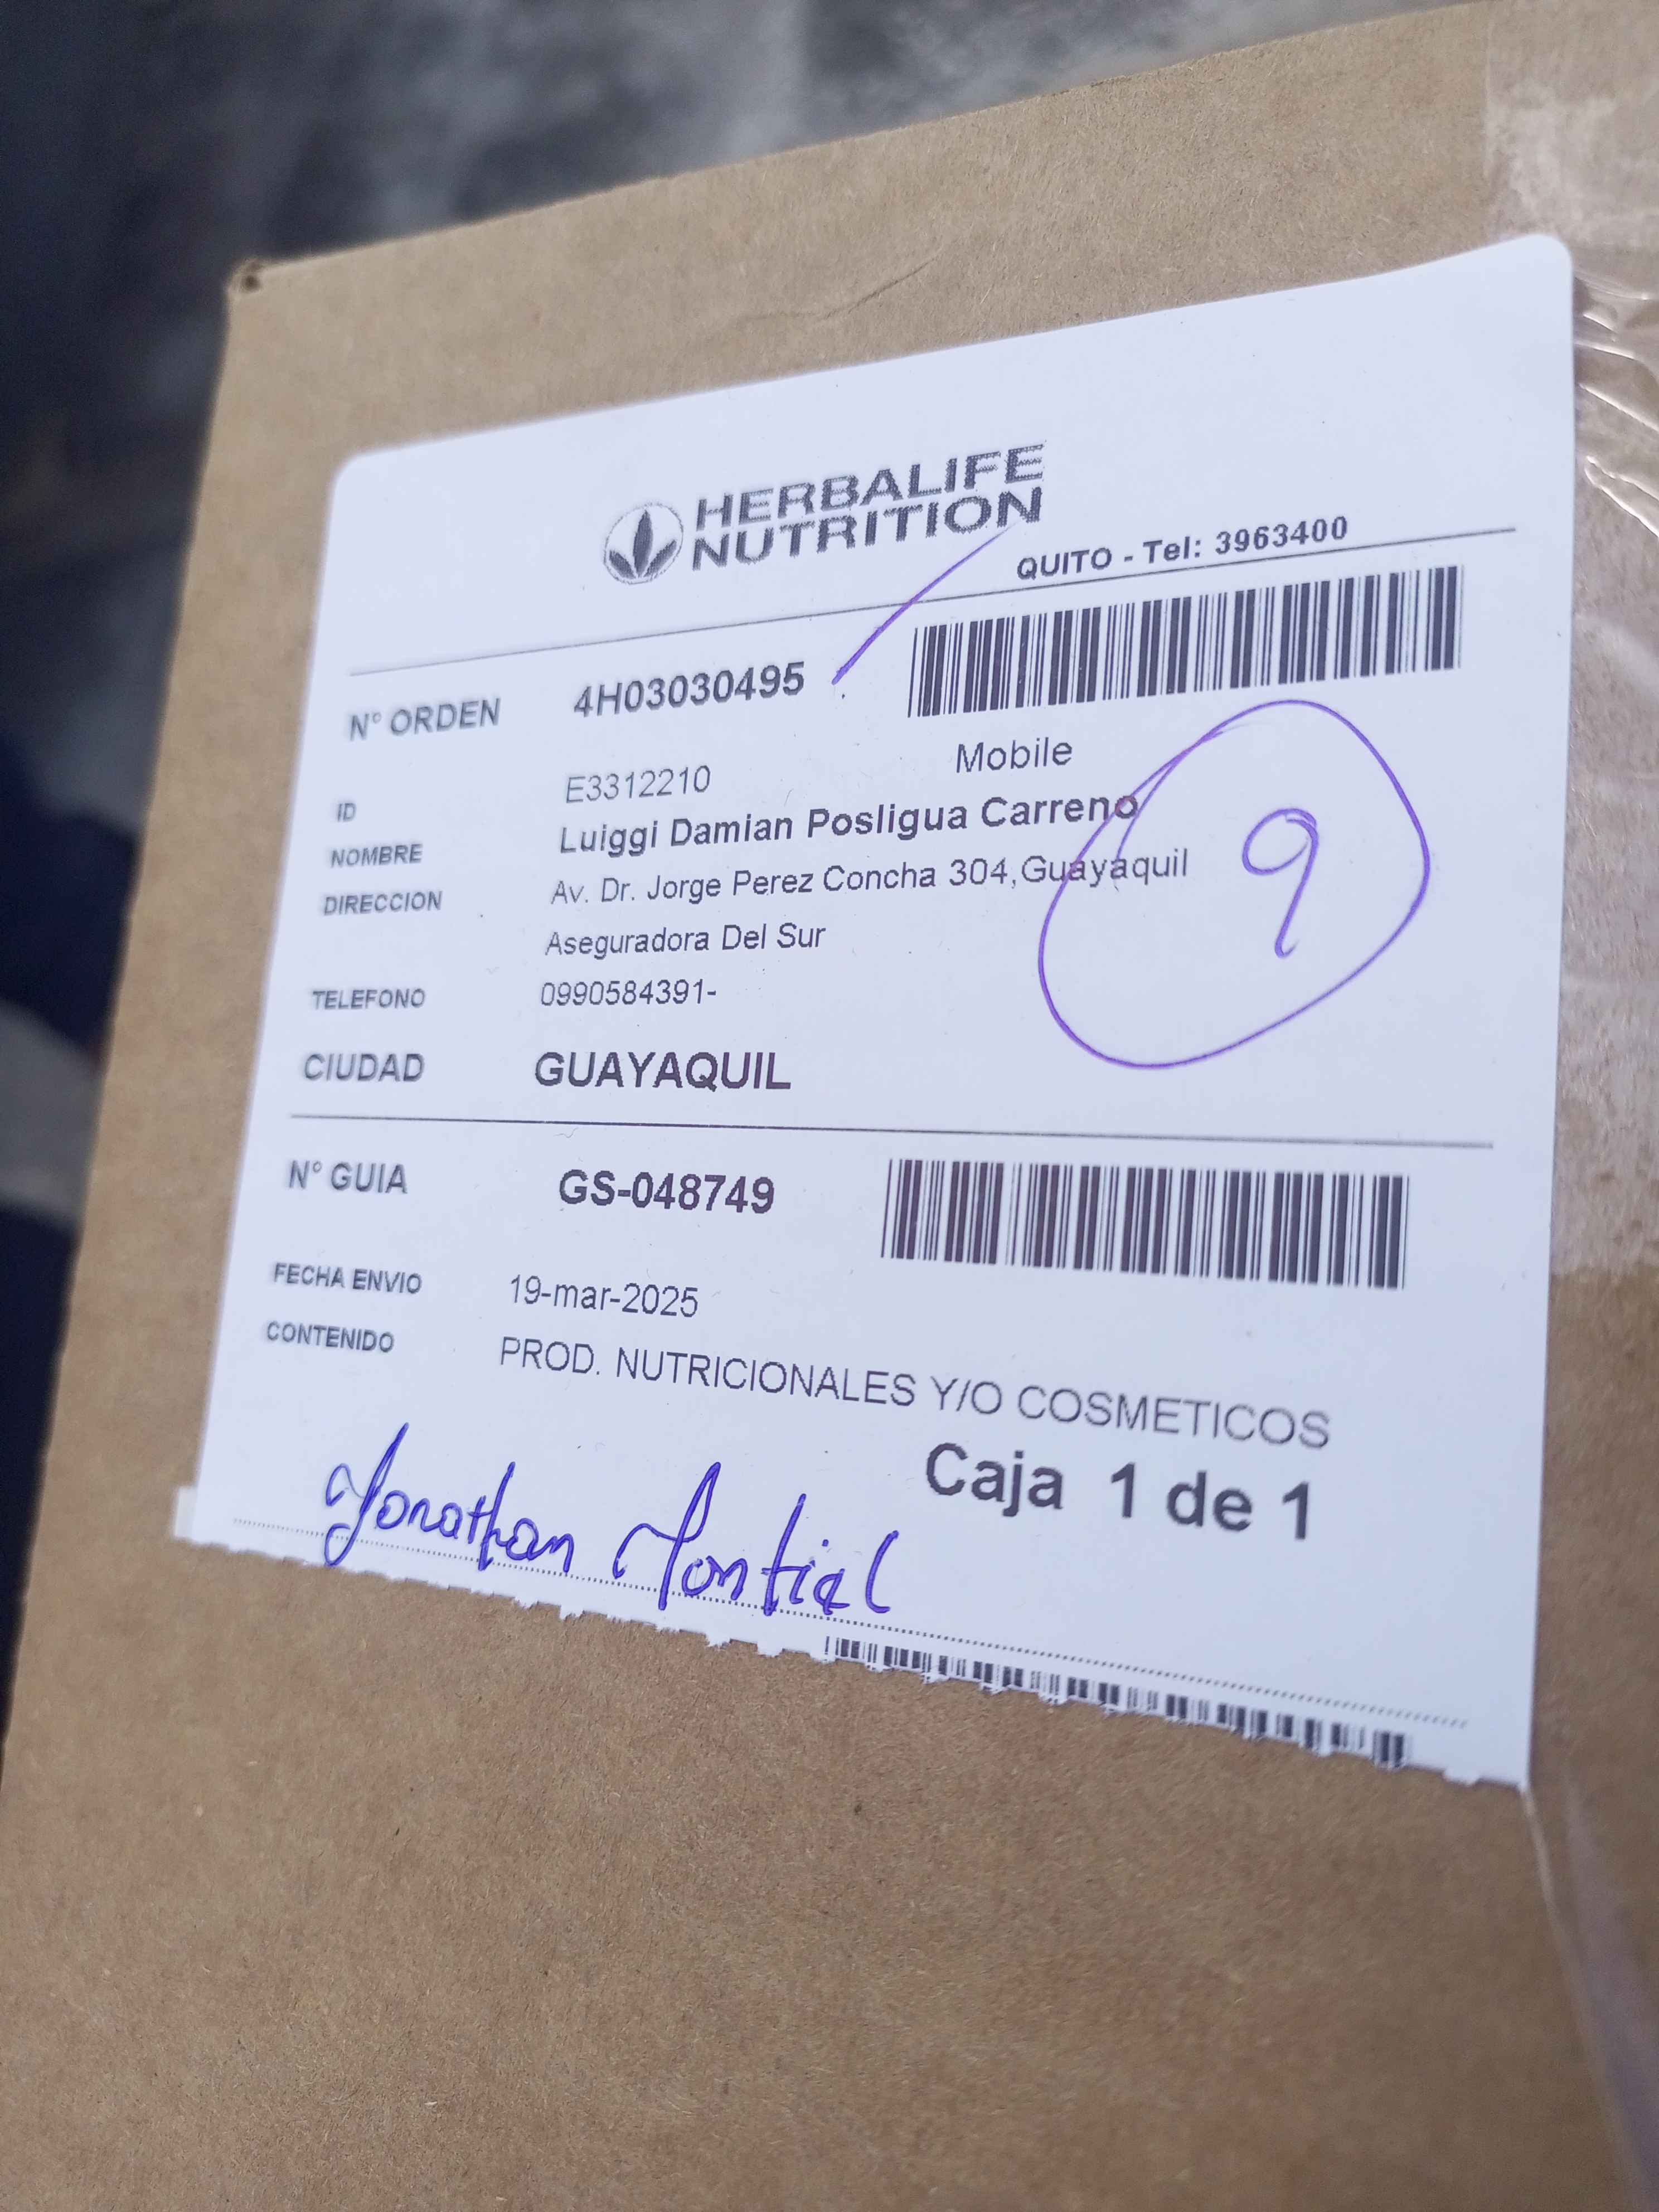 HERBALIFE
NUTRITION
QUITO - Tel: 3963400
N° ORDEN 4H03030495
Mobile
ID E3312210
NOMBRE Luiggi Damian Posligua Carreno
DIRECCION Av. Dr. Jorge Perez Concha 304,Guayaquil
Aseguradora Del Sur
9
TELEFONO 0990584391-
CIUDAD GUAYAQUIL
N° GUIA GS-048749
FECHA ENVIO 19-mar-2025
CONTENIDO PROD. NUTRICIONALES Y/O COSMETICOS
Caja 1 de 1
Jonathan